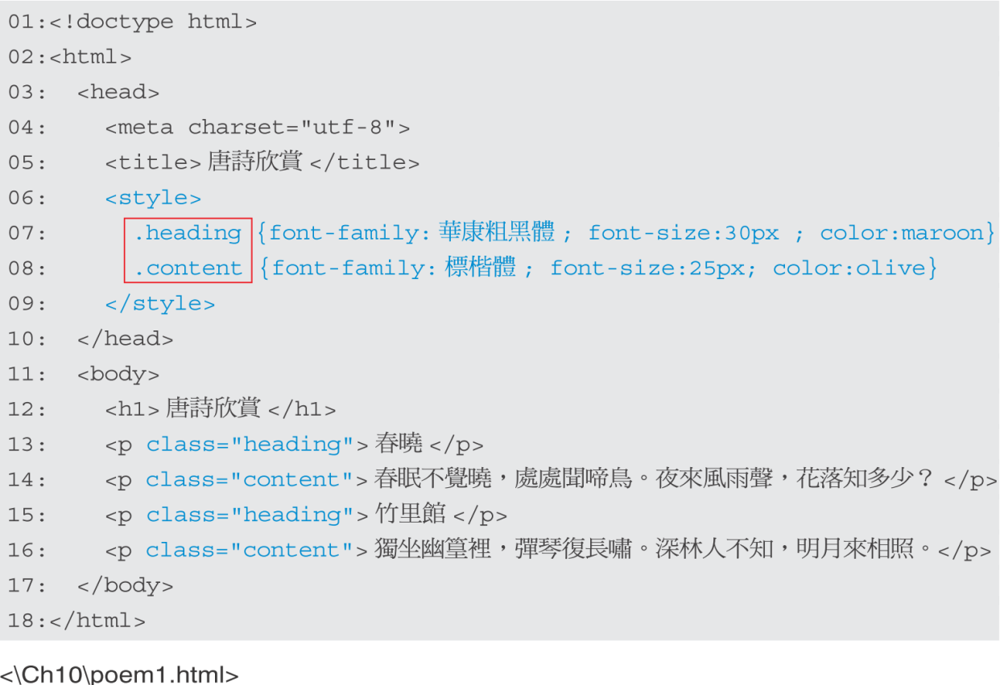 01:<!doctype html>
02:<html>
03:  <head>
04:    <meta charset="utf-8">
05:    <title>唐詩欣賞</title>
06:    <style>
07:      .heading {font-family:華康粗黑體; font-size:30px ; color:maroon}
08:      .content {font-family:標楷體; font-size:25px; color:olive}
09:    </style>
10:  </head>
11:  <body>
12:    <h1>唐詩欣賞</h1>
13:    <p class="heading">春曉</p>
14:    <p class="content">春眠不覺曉，處處聞啼鳥。夜來風雨聲，花落知多少？</p>
15:    <p class="heading">竹里館</p>
16:    <p class="content">獨坐幽篁裡，彈琴復長嘯。深林人不知，明月來相照。</p>
17:  </body>
18:</html>
<\Ch10\poem1.html>